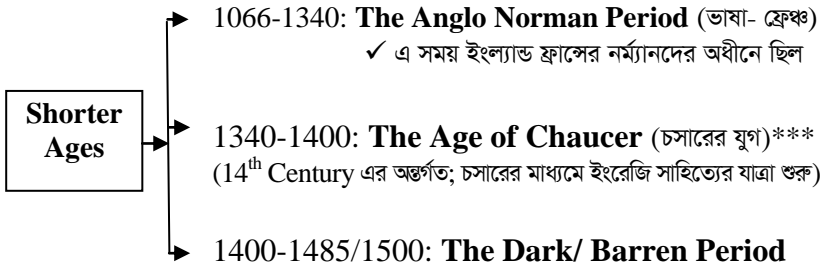 1066-1340: The Anglo Norman Period (ভাষা- ফ্রেঞ্চ)
✓ এ সময় ইংল্যান্ড ফ্রান্সের নর্ম্যানদের অধীনে ছিল
Shorter
Ages
1340-1400: The Age of Chaucer (চসারের যুগ)***
(14th Century এর অন্তর্গত; চসারের মাধ্যমে ইংরেজি সাহিত্যের যাত্রা শুরু)
1400-1485/1500: The Dark/ Barren Period